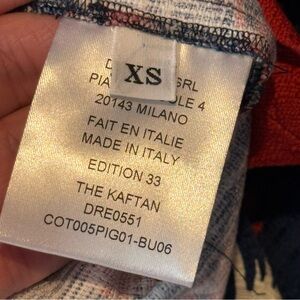 XS
SRL
4
20143 MILANO
FAIT EN ITALIE
MADE IN ITALY
EDITION 33
THE KAFTAN
DRE0551
COT005PIG01-BU06